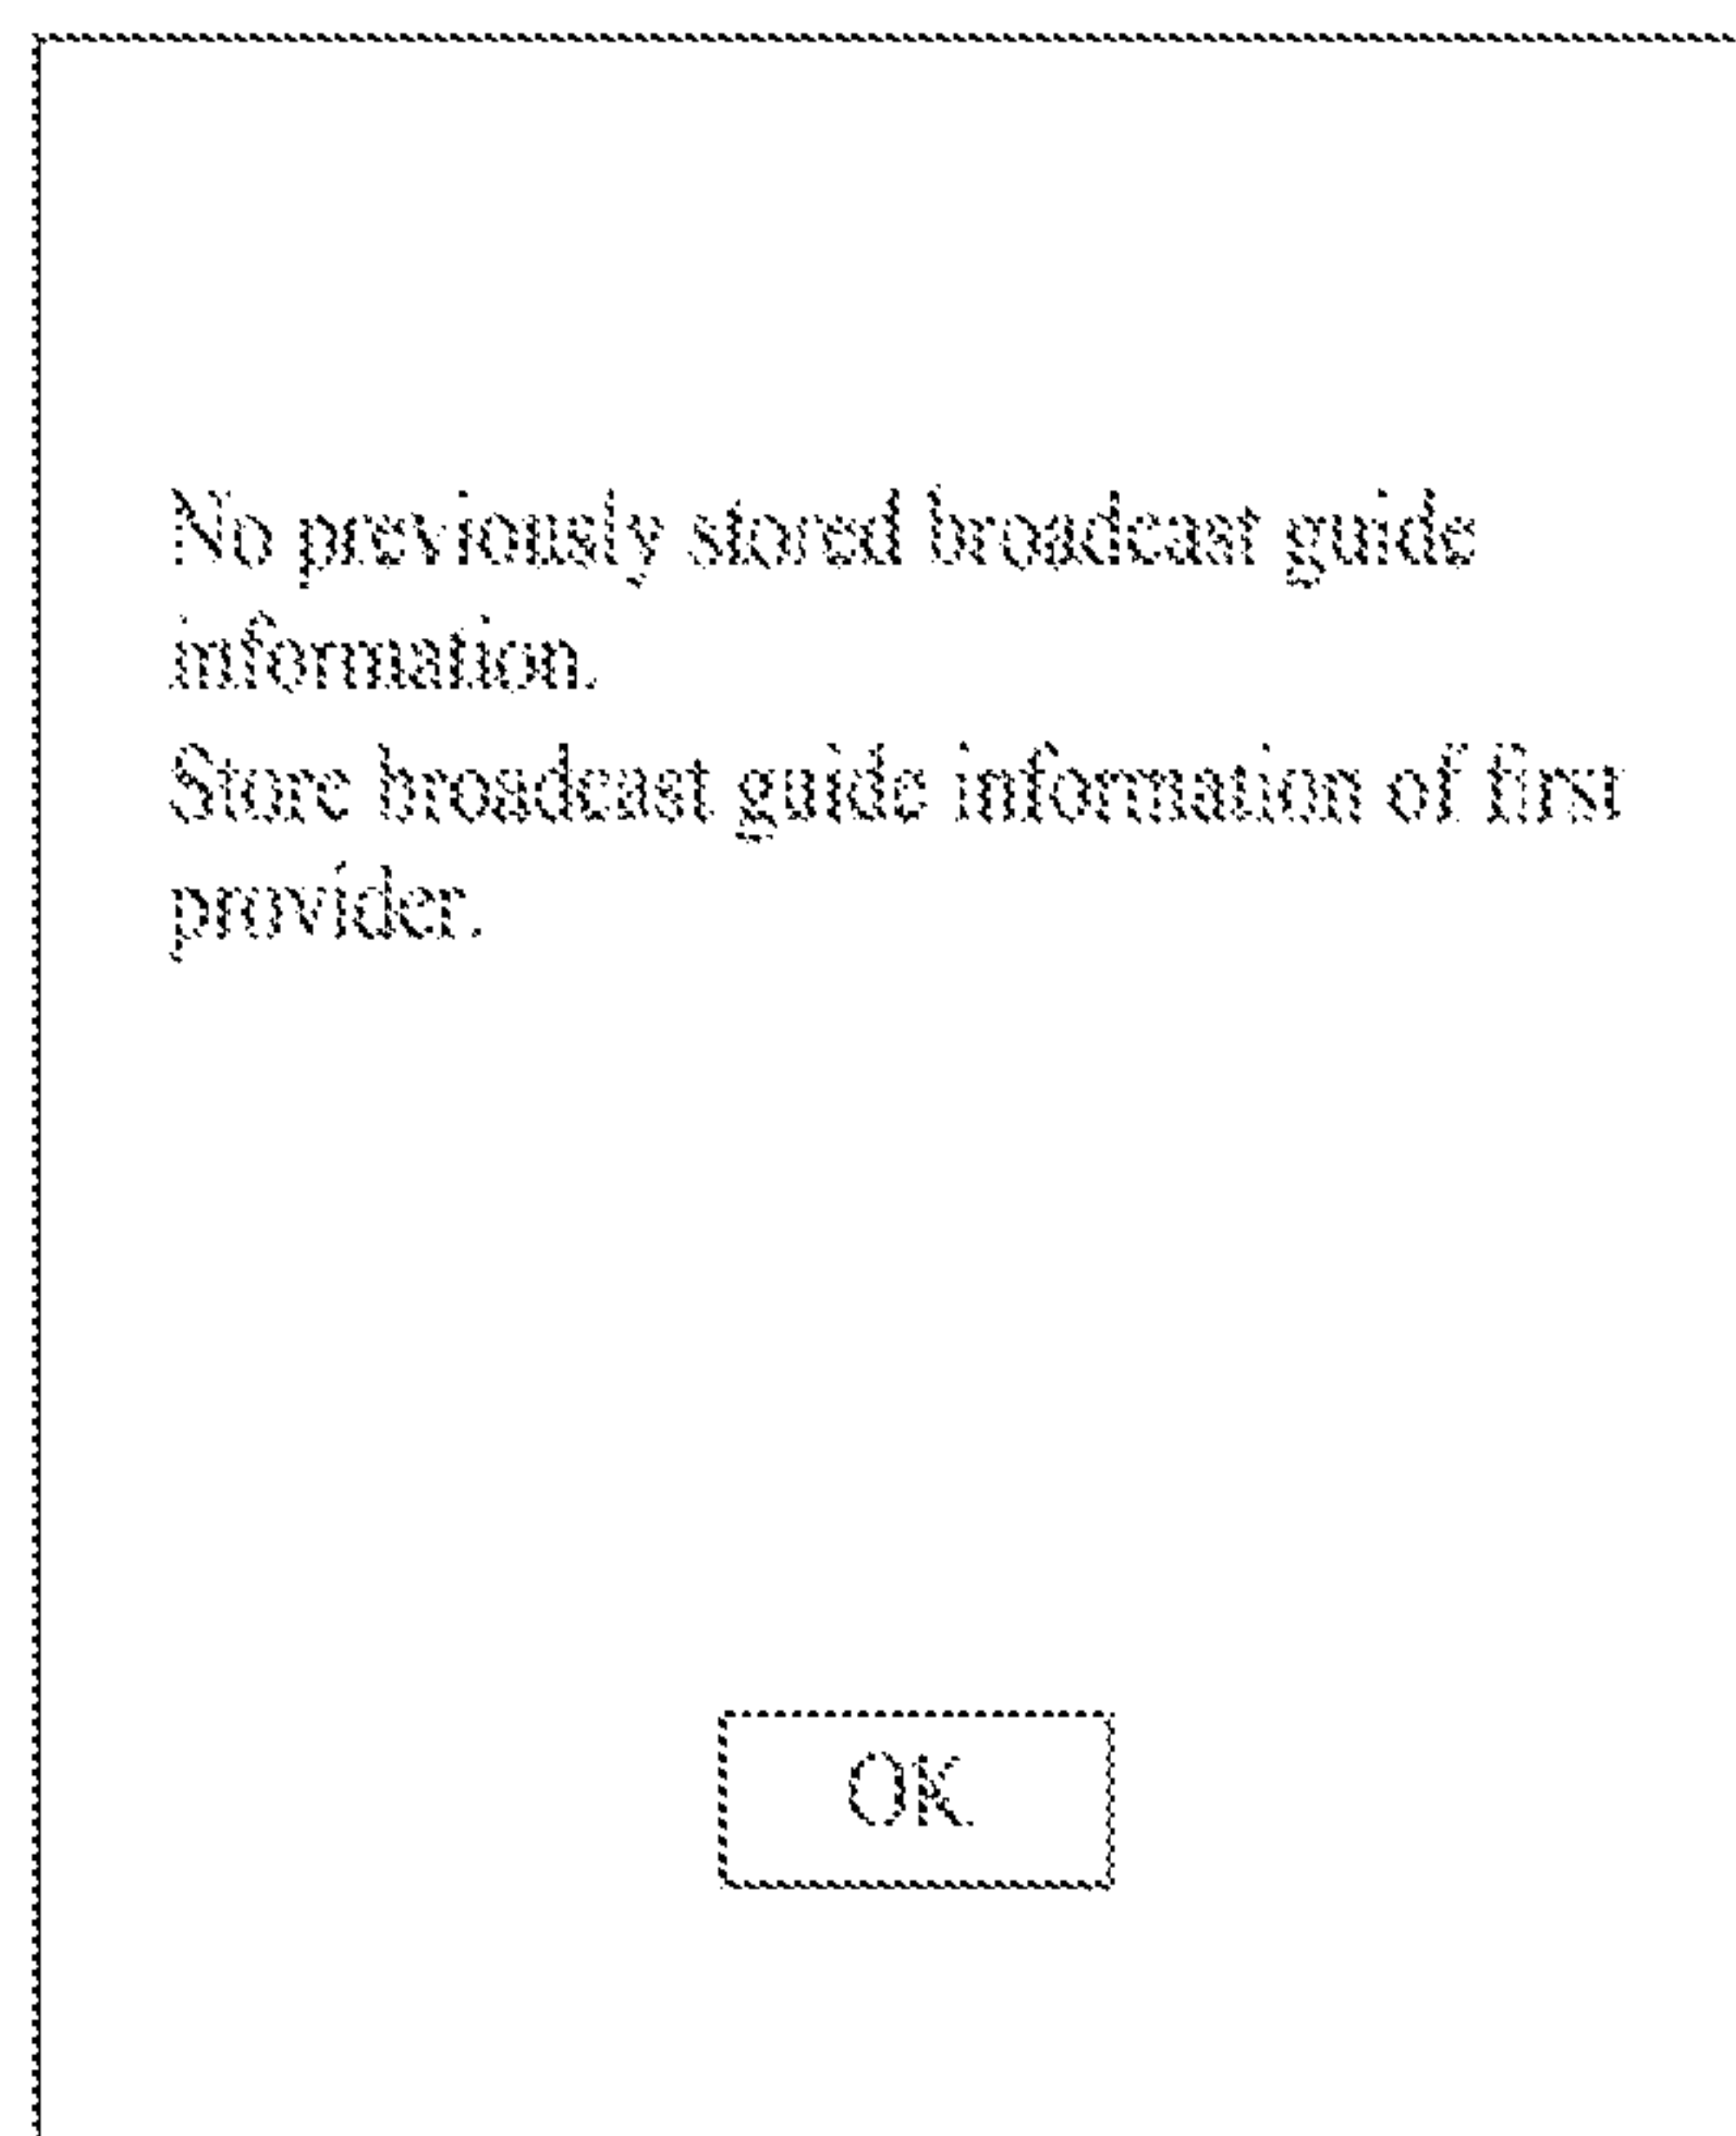 No previously stored broadcast guide
information.
Store broadcast guide information of first
provider.
OK